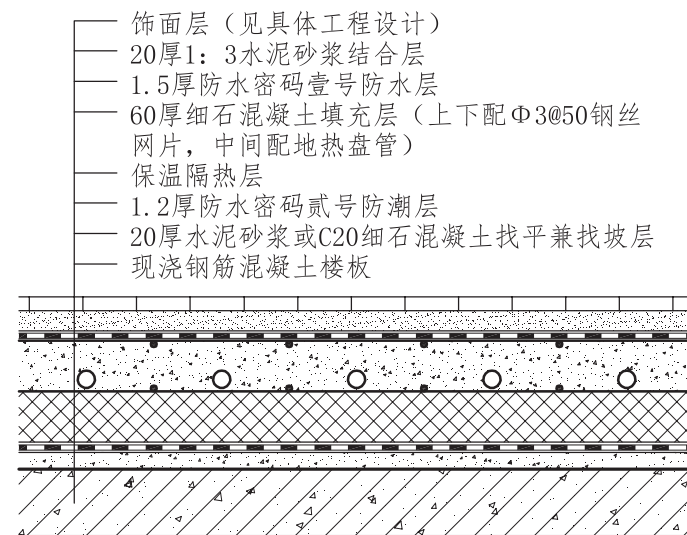 饰面层（见具体工程设计）
20厚1：3水泥砂浆结合层
1.5厚防水密码壹号防水层
60厚细石混凝土填充层（上下配Φ3@50钢丝
网片，中间配地热盘管）
保温隔热层
1.2厚防水密码贰号防潮层
20厚水泥砂浆或C20细石混凝土找平兼找坡层
现浇钢筋混凝土楼板